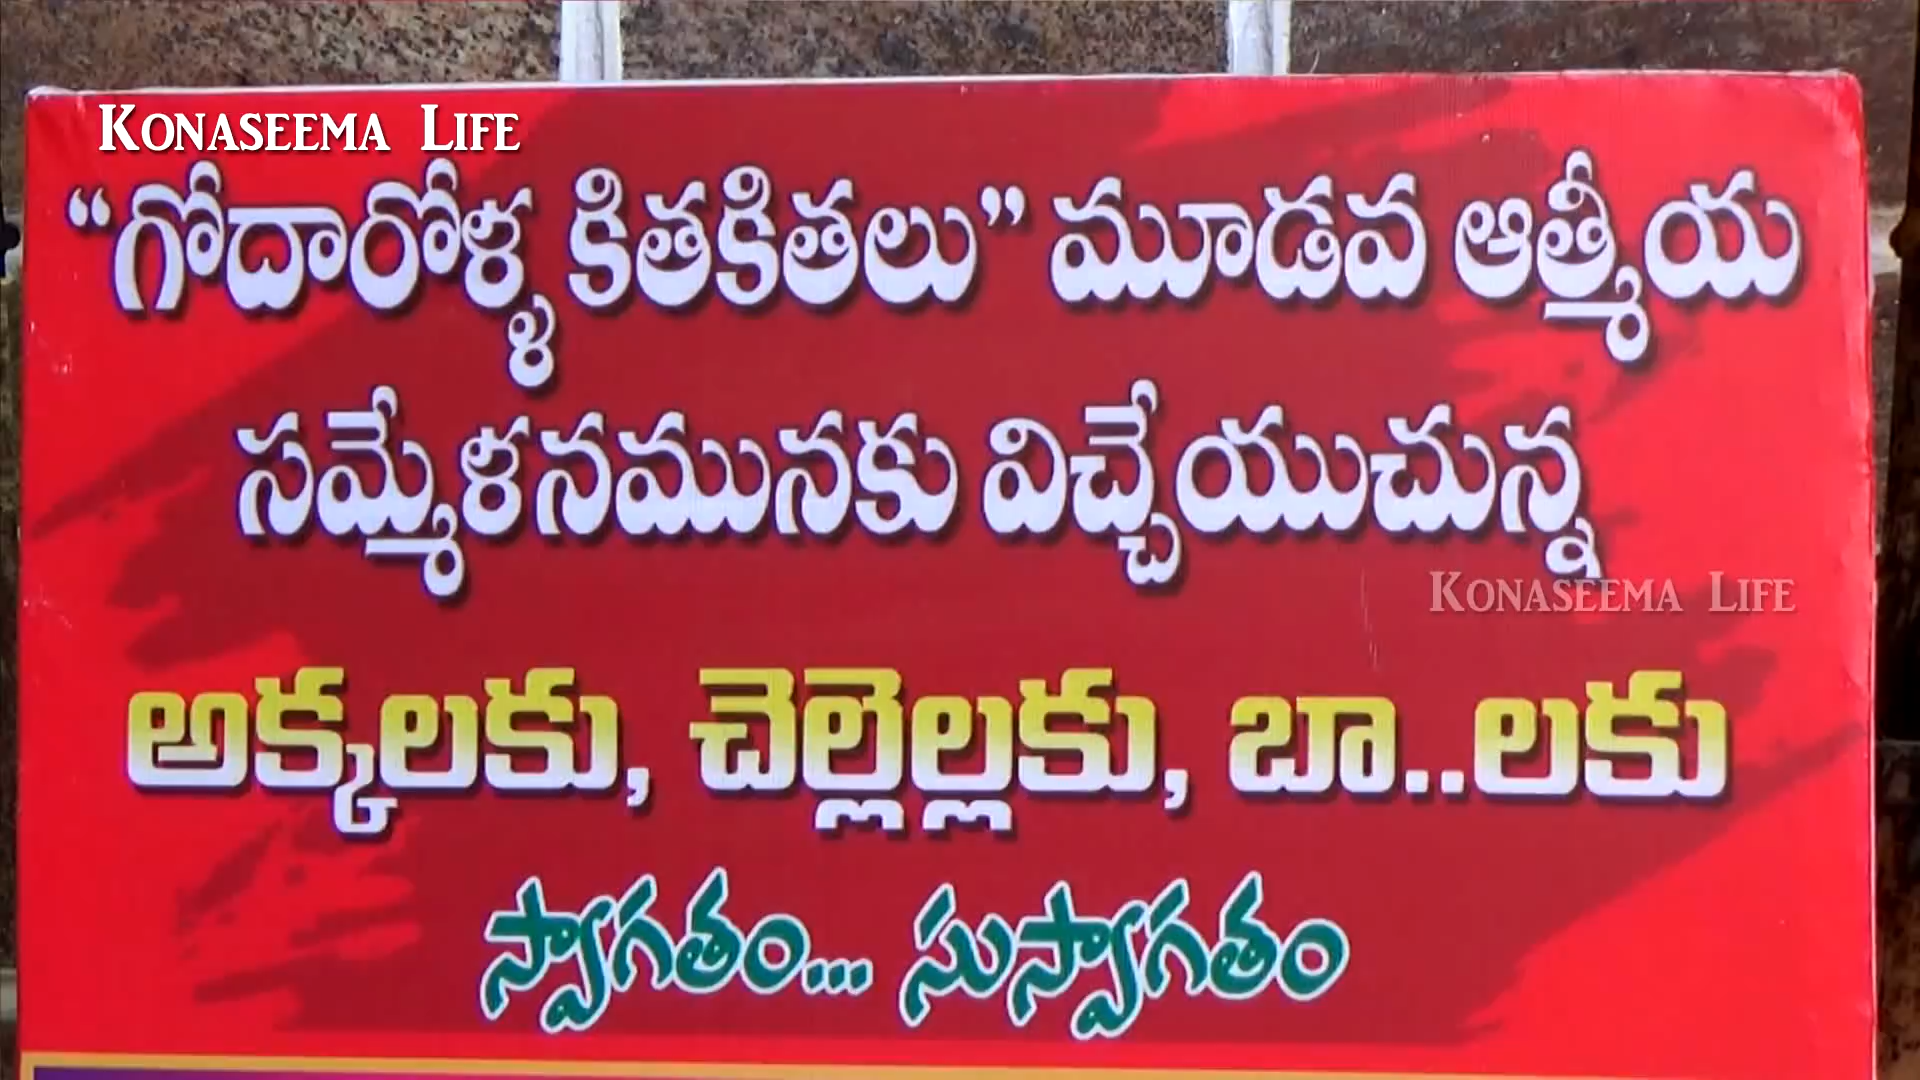 KONASEEMA LIFE
“గోదారోళ్ళ కితకితలు” మూడవ ఆత్మీయ
సమ్మేళనమునకు విచ్చేయుచున్న
KONASEEMA LIFE
అక్కలకు, చెల్లెల్లకు, బా..లకు
స్వాగతం... సుస్వాగతం